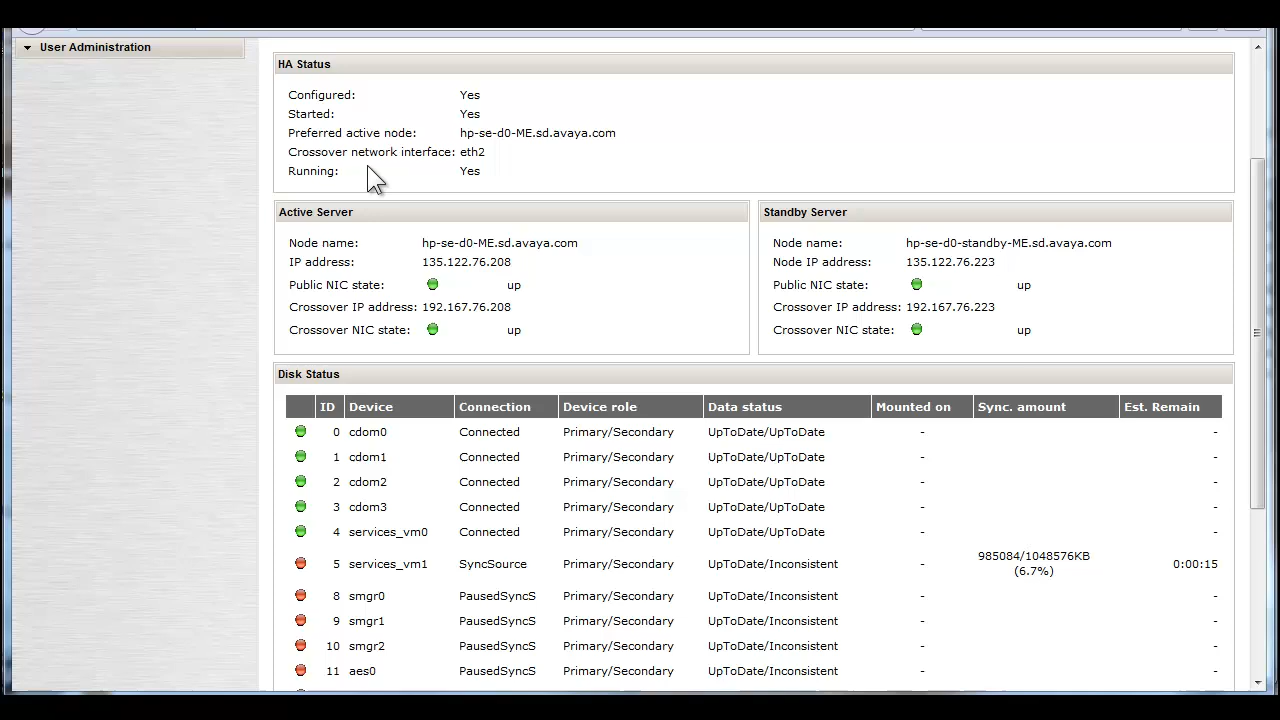 User Administration
HA Status
Configured: Yes
Started: Yes
Preferred active node: hp-se-d0-ME.sd.avaya.com
Crossover network interface: eth2
Running: Yes
Active Server
Node name: hp-se-d0-ME.sd.avaya.com
IP address: 135.122.76.208
Public NIC state: up
Crossover IP address: 192.167.76.208
Crossover NIC state: up
Standby Server
Node name: hp-se-d0-standby-ME.sd.avaya.com
Node IP address: 135.122.76.223
Public NIC state: up
Crossover IP address: 192.167.76.223
Crossover NIC state: up
Disk Status
ID Device Connection Device role Data status Mounted on Sync. amount Est. Remain
0 cdom0 Connected Primary/Secondary UpToDate/UpToDate - -
1 cdom1 Connected Primary/Secondary UpToDate/UpToDate - -
2 cdom2 Connected Primary/Secondary UpToDate/UpToDate - -
3 cdom3 Connected Primary/Secondary UpToDate/UpToDate - -
4 services_vm0 Connected Primary/Secondary UpToDate/UpToDate - -
5 services_vm1 SyncSource Primary/Secondary UpToDate/Inconsistent - 985084/1048576KB (6.7%) 0:00:15
8 smgr0 PausedSyncS Primary/Secondary UpToDate/Inconsistent - -
9 smgr1 PausedSyncS Primary/Secondary UpToDate/Inconsistent - -
10 smgr2 PausedSyncS Primary/Secondary UpToDate/Inconsistent - -
11 aes0 PausedSyncS Primary/Secondary UpToDate/Inconsistent - -